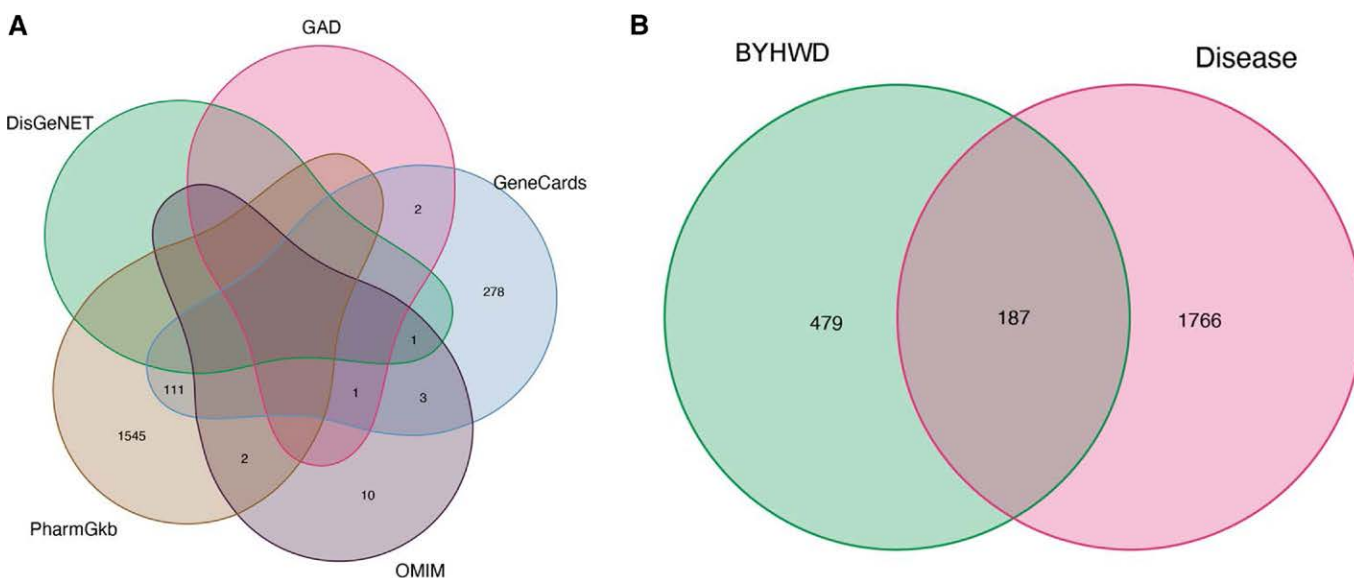 A
GAD
DisGeNET
GeneCards
2
278
1
111
1
3
1545
2
10
PharmGkb
OMIM
B
BYHWD
Disease
479
187
1766